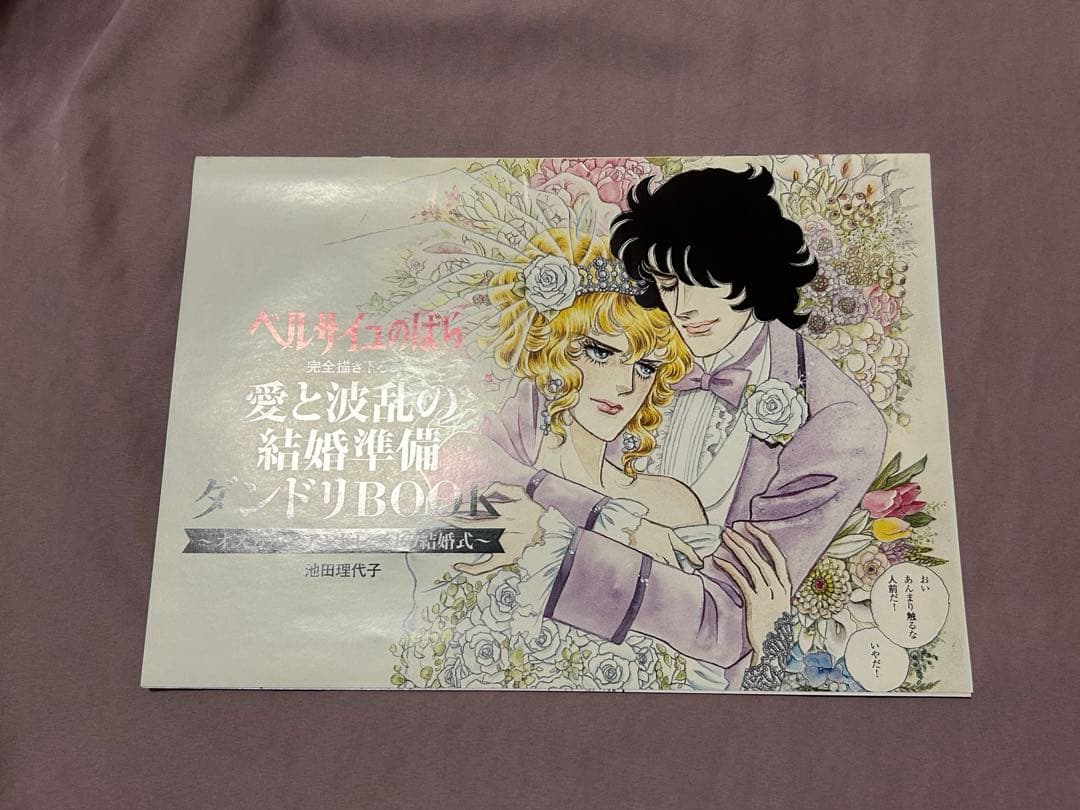 ベルサイユのばら
完全描き下ろし
愛と波乱の
結婚準備
ダンドリBOOK
結婚式～
池田理代子
おい
あんまり触るな
人前だ！
いやだ！